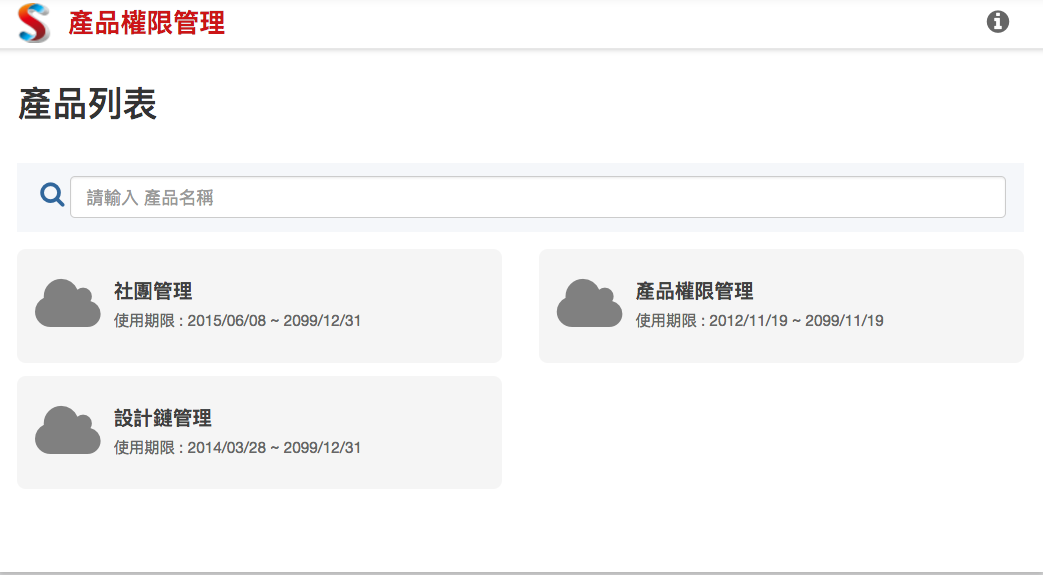 產品權限管理
產品列表
請輸入 產品名稱
社團管理
使用期限 : 2015/06/08 ~ 2099/12/31
產品權限管理
使用期限 : 2012/11/19 ~ 2099/11/19
設計鏈管理
使用期限 : 2014/03/28 ~ 2099/12/31